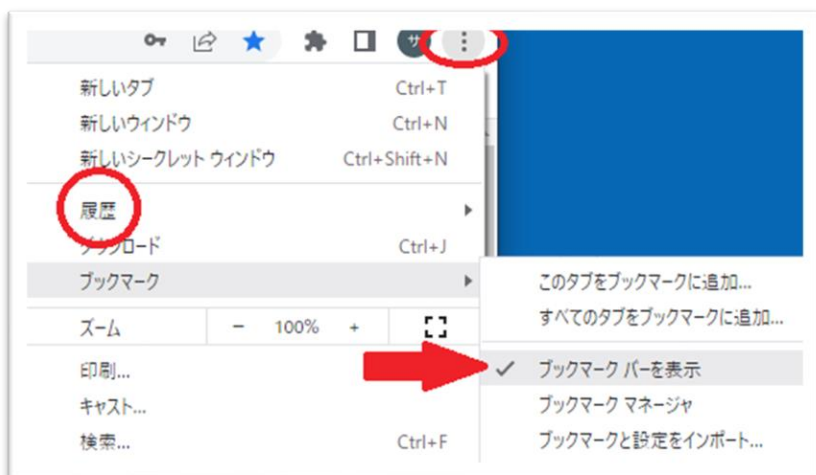 サ
新しいタブ Ctrl+T
新しいウィンドウ Ctrl+N
新しいシークレット ウィンドウ Ctrl+Shift+N
履歴
ダウンロード Ctrl+J
ブックマーク
ズーム - 100% +
印刷...
キャスト...
検索... Ctrl+F
このタブをブックマークに追加...
すべてのタブをブックマークに追加...
ブックマーク バーを表示
ブックマーク マネージャ
ブックマークと設定をインポート...